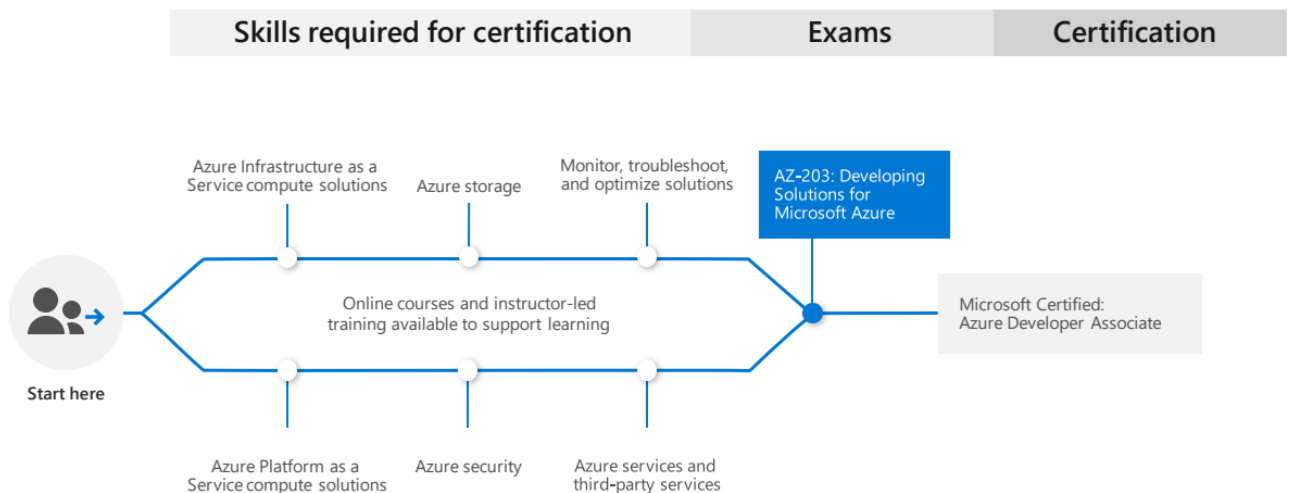 Skills required for certification
Exams
Certification
Azure Infrastructure as a
Service compute solutions
Azure storage
Monitor, troubleshoot,
and optimize solutions
AZ-203: Developing
Solutions for
Microsoft Azure
Online courses and instructor-led
training available to support learning
Microsoft Certified:
Azure Developer Associate
Start here
Azure Platform as a
Service compute solutions
Azure security
Azure services and
third-party services